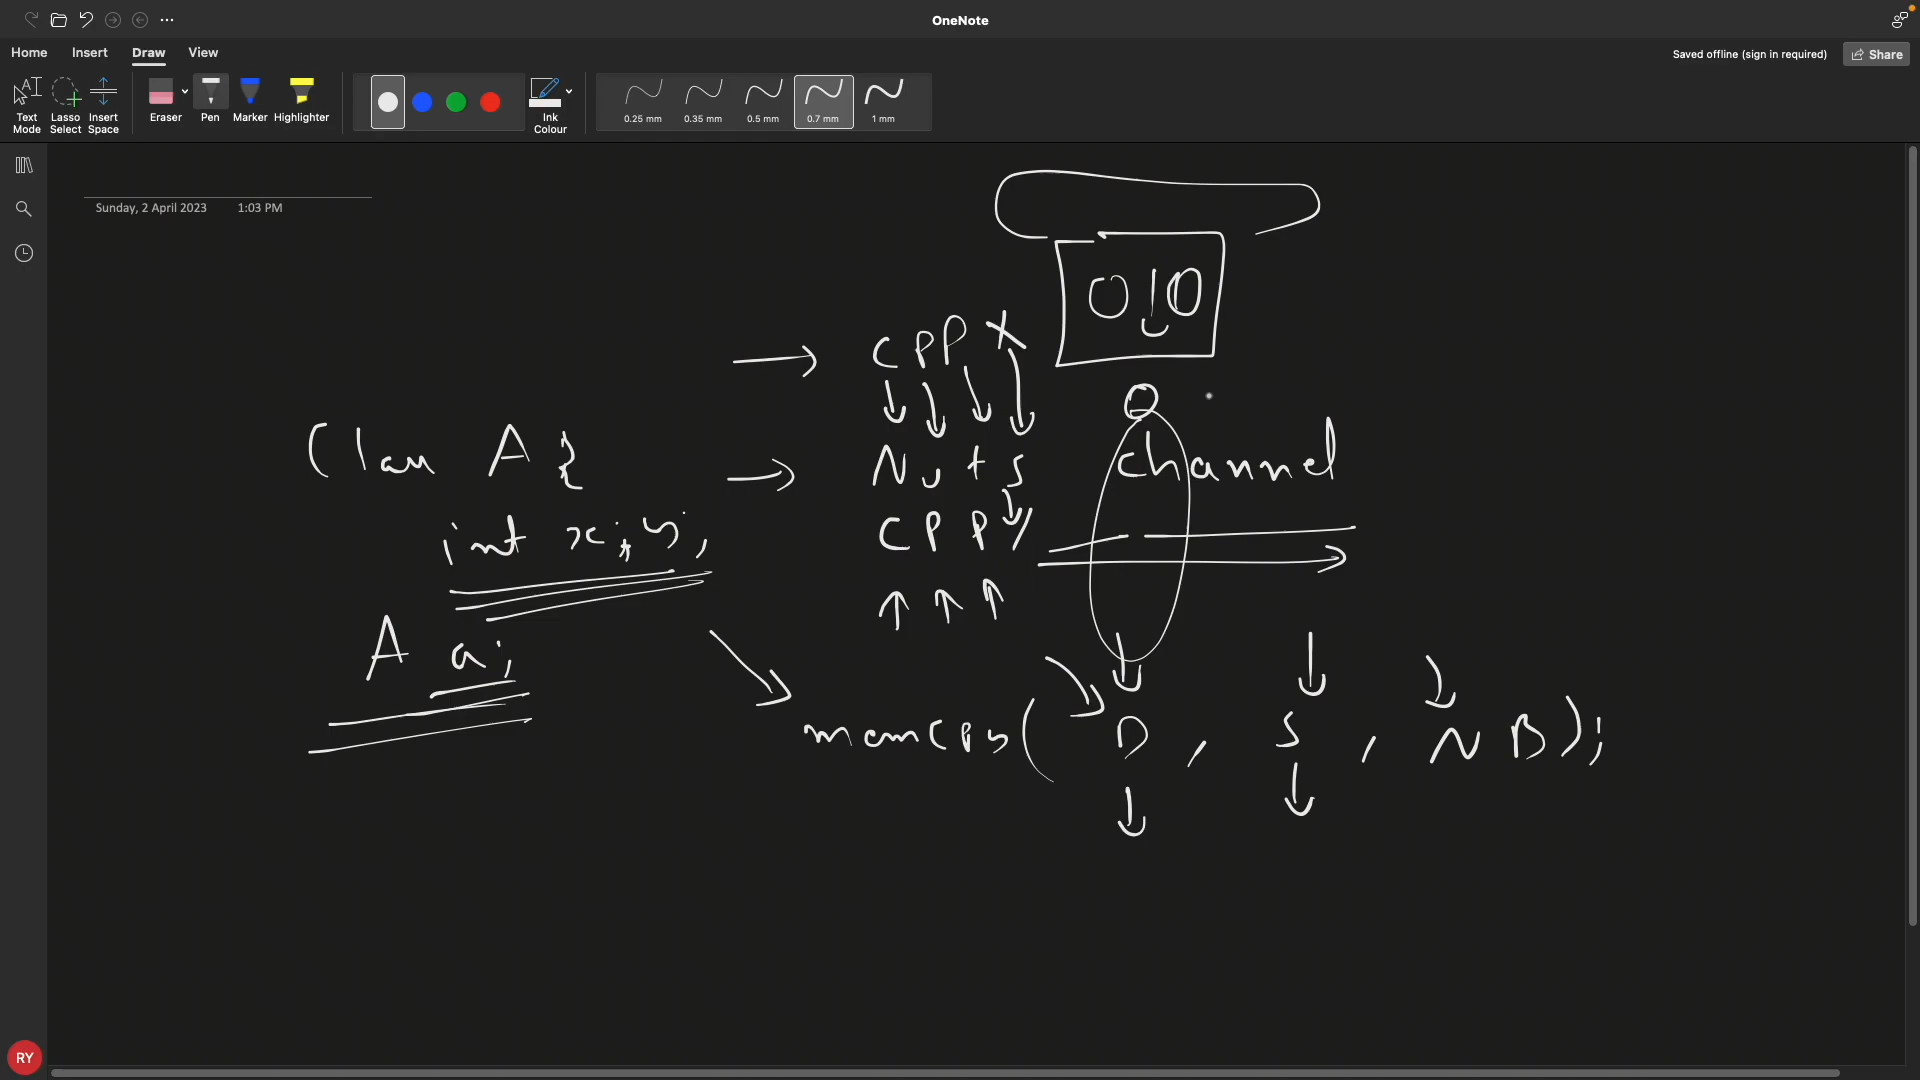 OneNote
Home Insert Draw View
Saved offline (sign in required) Share
Text Mode
Lasso Select
Insert Space
Eraser
Pen
Marker
Highlighter
Ink Colour
0.25 mm
0.35 mm
0.5 mm
0.7 mm
1 mm
Sunday, 2 April 2023 1:03 PM
010
CPP X
Class A {
Nuts
channel
int x, y;
CPP
A a;
memcpy( D , S , NB );
RY